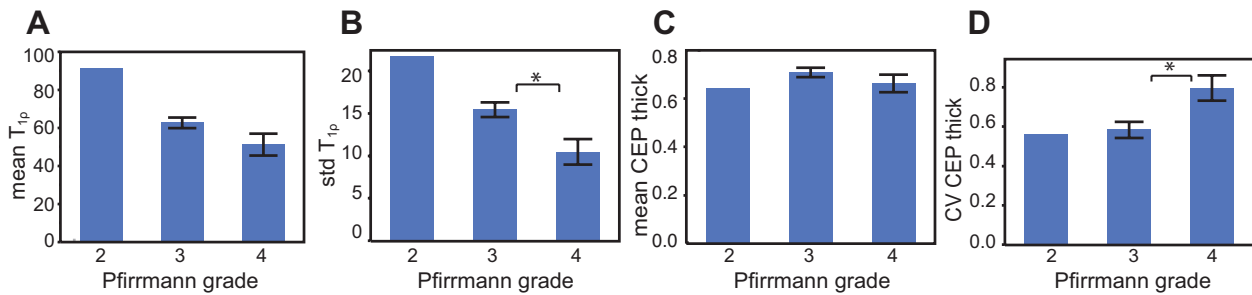 A
mean T1ρ
100
80
60
40
20
0
2 3 4
Pfirrmann grade
B
std T1ρ
20
15
10
5
0
*
2 3 4
Pfirrmann grade
C
mean CEP thick
0.8
0.6
0.4
0.2
0.0
2 3 4
Pfirrmann grade
D
CV CEP thick
0.8
0.6
0.4
0.2
0.0
*
2 3 4
Pfirrmann grade